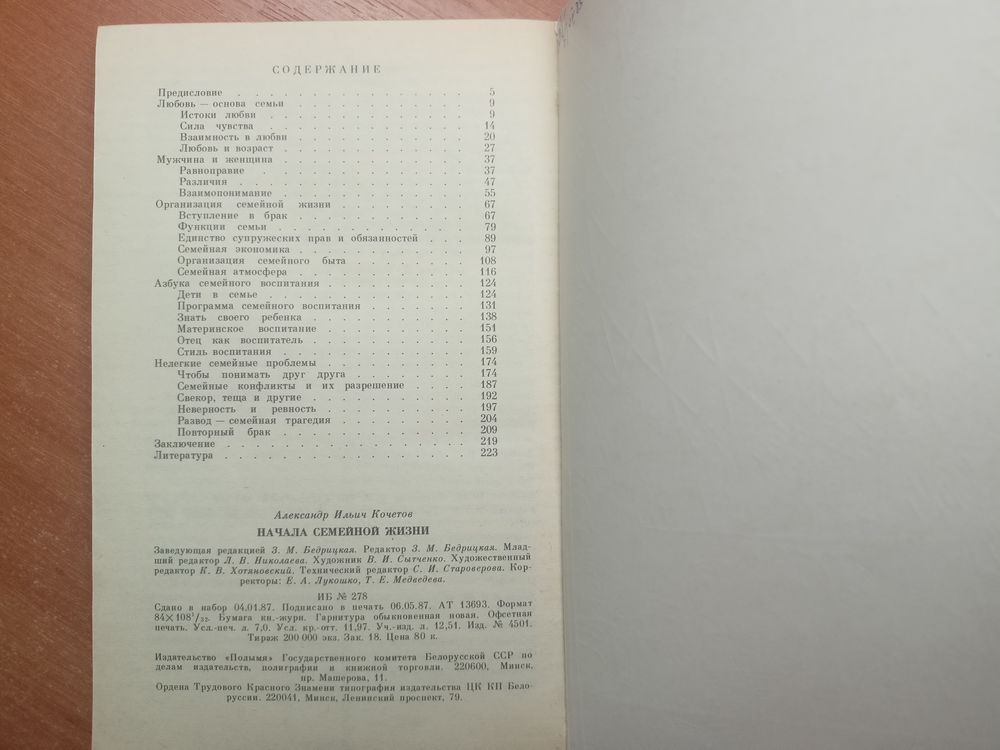 СОДЕРЖАНИЕ
Предисловие . . . . . . . . . . . . . . . 5
Любовь — основа семьи . . . . . . . . . . . 9
Истоки любви . . . . . . . . . . . . . 9
Сила чувства . . . . . . . . . . . . . 14
Взаимность в любви . . . . . . . . . . . 20
Любовь и возраст . . . . . . . . . . . . 27
Мужчина и женщина . . . . . . . . . . . . 37
Равноправие . . . . . . . . . . . . . . 37
Различия . . . . . . . . . . . . . . . 47
Взаимопонимание . . . . . . . . . . . . 55
Организация семейной жизни . . . . . . . . . 67
Вступление в брак . . . . . . . . . . . 67
Функции семьи . . . . . . . . . . . . 79
Единство супружеских прав и обязанностей . . . 89
Семейная экономика . . . . . . . . . . . 97
Организация семейного быта . . . . . . . . 108
Семейная атмосфера . . . . . . . . . . . 116
Азбука семейного воспитания . . . . . . . . . 124
Дети в семье . . . . . . . . . . . . . 124
Программа семейного воспитания . . . . . . . 131
Знать своего ребенка . . . . . . . . . . 138
Материнское воспитание . . . . . . . . . . 151
Отец как воспитатель . . . . . . . . . . 156
Стиль воспитания . . . . . . . . . . . . 159
Нелегкие семейные проблемы . . . . . . . . . 174
Чтобы понимать друг друга . . . . . . . . 174
Семейные конфликты и их разрешение . . . . 187
Свекор, теща и другие . . . . . . . . . . 192
Неверность и ревность . . . . . . . . . 197
Развод — семейная трагедия . . . . . . . . 204
Повторный брак . . . . . . . . . . . . 209
Заключение . . . . . . . . . . . . . . . . 219
Литература . . . . . . . . . . . . . . . . 223
Александр Ильич Кочетов
НАЧАЛА СЕМЕЙНОЙ ЖИЗНИ
Заведующая редакцией З. М. Бедрицкая. Редактор З. М. Бедрицкая. Млад-
ший редактор Л. В. Николаева. Художник В. И. Сытченко. Художественный
редактор К. В. Хотяновский. Технический редактор С. И. Староверова. Кор-
ректоры: Е. А. Лукошко, Т. Е. Медведева.
ИБ № 278
Сдано в набор 04.01.87. Подписано в печать 06.05.87. АТ 13693. Формат
84×108¹/₃₂. Бумага кн.-журн. Гарнитура обыкновенная новая. Офсетная
печать. Усл.-печ. л. 7,0. Усл. кр.-отт. 11,97. Уч.-изд. л. 12,51. Изд. № 4501.
Тираж 200 000 экз. Зак. 18. Цена 80 к.
Издательство «Полымя» Государственного комитета Белорусской ССР по
делам издательств, полиграфии и книжной торговли. 220600, Минск,
пр. Машерова, 11.
Ордена Трудового Красного Знамени типография издательства ЦК КП Бело-
руссии. 220041, Минск, Ленинский проспект, 79.